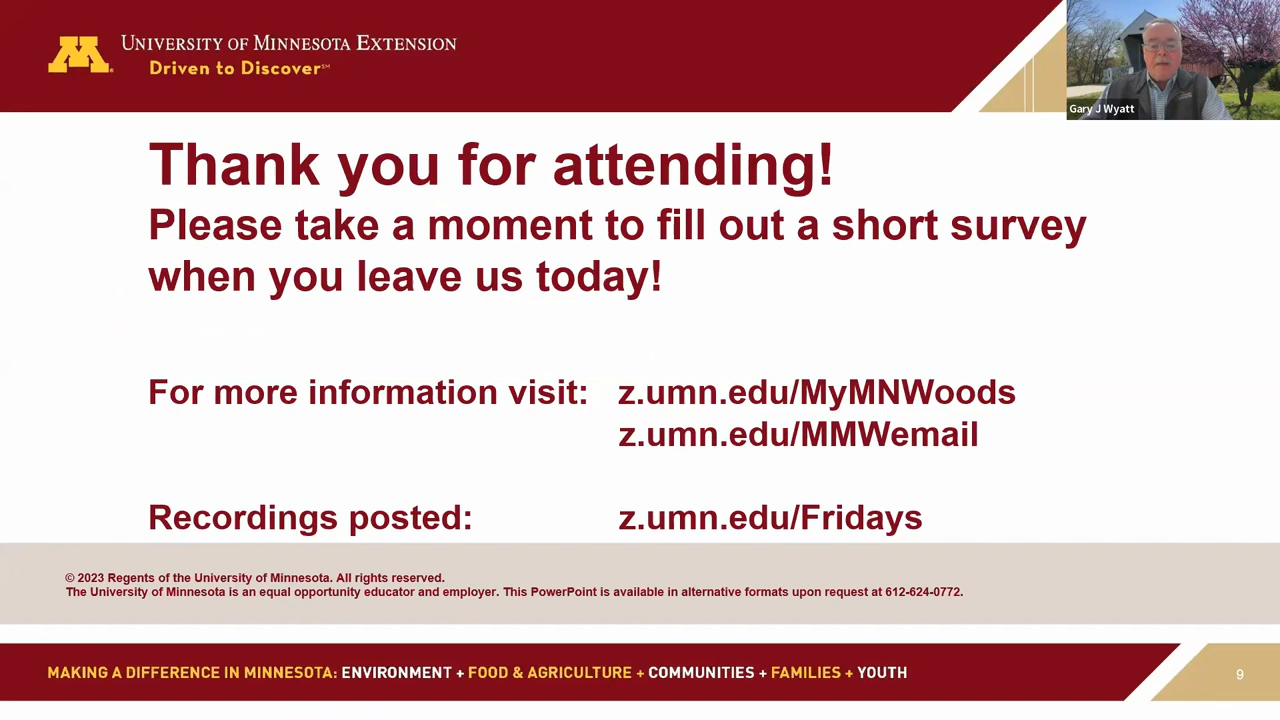 University of Minnesota Extension
Driven to Discover℠
Gary J Wyatt
Thank you for attending!
Please take a moment to fill out a short survey
when you leave us today!
For more information visit: z.umn.edu/MyMNWoods
z.umn.edu/MMWemail
Recordings posted: z.umn.edu/Fridays
© 2023 Regents of the University of Minnesota. All rights reserved.
The University of Minnesota is an equal opportunity educator and employer. This PowerPoint is available in alternative formats upon request at 612-624-0772.
MAKING A DIFFERENCE IN MINNESOTA: ENVIRONMENT + FOOD & AGRICULTURE + COMMUNITIES + FAMILIES + YOUTH
9